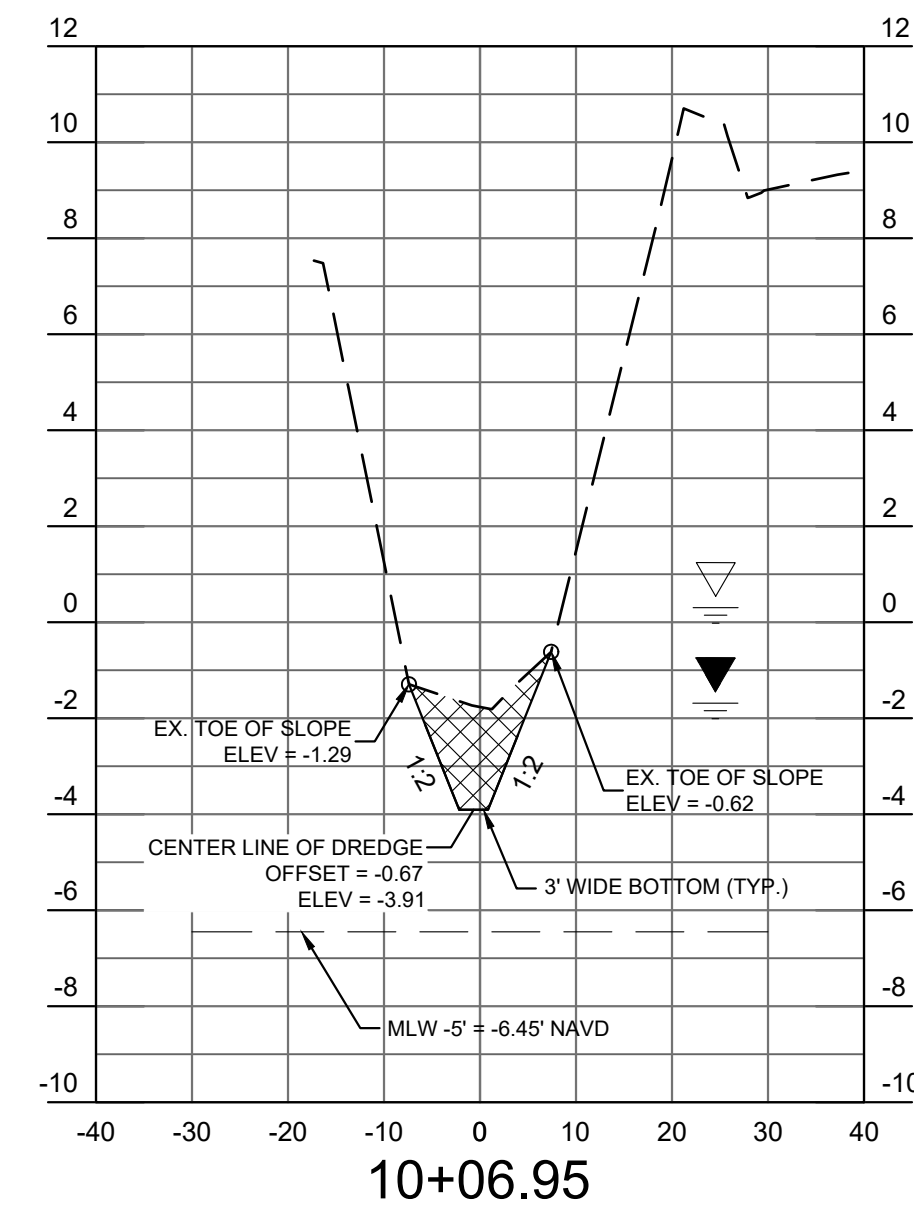 12 12
10 10
8 8
6 6
4 4
2 2
0 0
-2 -2
EX. TOE OF SLOPE
ELEV = -1.29
1:2 1:2
EX. TOE OF SLOPE
ELEV = -0.62
-4 -4
CENTER LINE OF DREDGE
OFFSET = -0.67
ELEV = -3.91
3' WIDE BOTTOM (TYP.)
-6 -6
-8 -8
MLW -5' = -6.45' NAVD
-10 -10
-40 -30 -20 -10 0 10 20 30 40
10+06.95